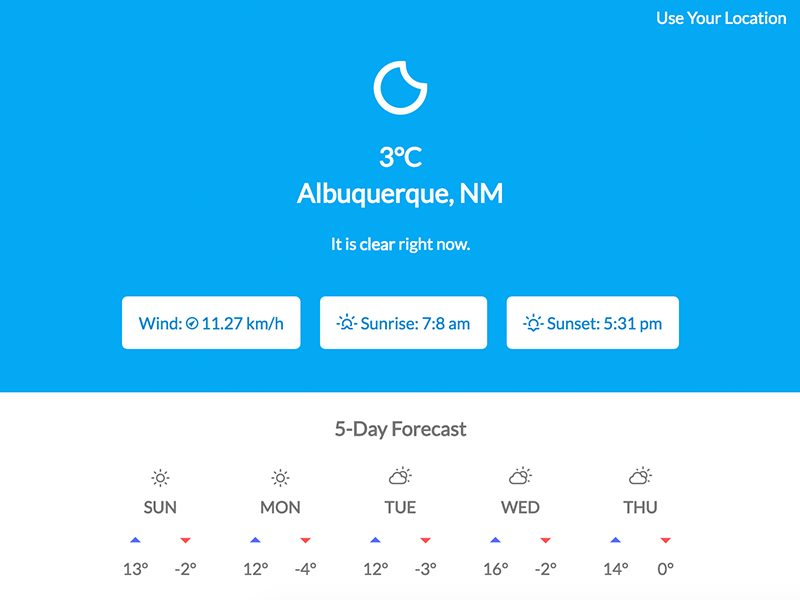 Use Your Location
3°C
Albuquerque, NM
It is clear right now.
Wind: 11.27 km/h Sunrise: 7:8 am Sunset: 5:31 pm
5-Day Forecast
SUN MON TUE WED THU
13° -2° 12° -4° 12° -3° 16° -2° 14° 0°